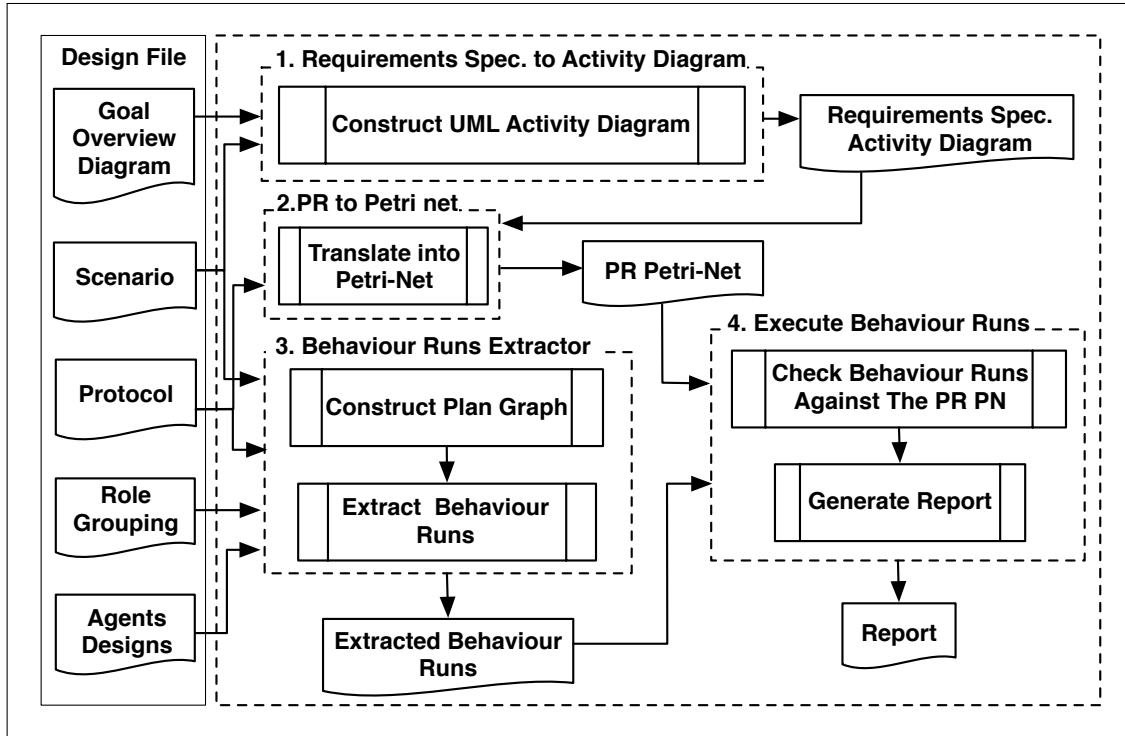 Design File
Goal
Overview
Diagram
Scenario
Protocol
Role
Grouping
Agents
Designs
1. Requirements Spec. to Activity Diagram
Construct UML Activity Diagram
Requirements Spec.
Activity Diagram
2.PR to Petri net
Translate into
Petri-Net
PR Petri-Net
3. Behaviour Runs Extractor
Construct Plan Graph
Extract Behaviour
Runs
Extracted Behaviour
Runs
4. Execute Behaviour Runs
Check Behaviour Runs
Against The PR PN
Generate Report
Report